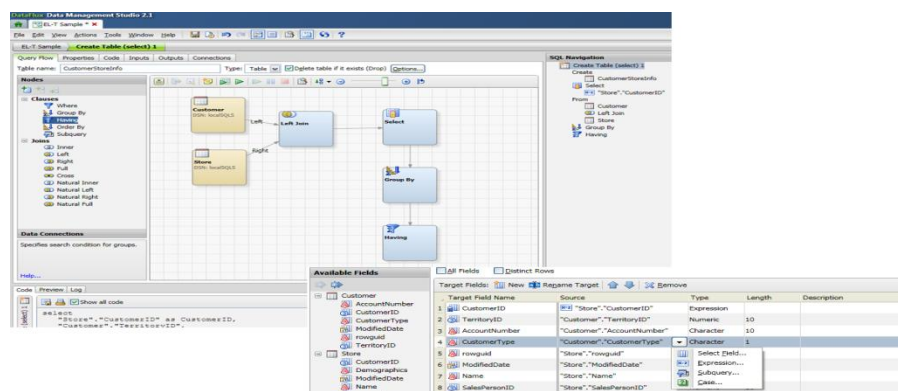 DataFlux Data Management Studio 2.1
EL-T Sample *
File Edit View Actions Tools Window Help
EL-T Sample Create Table (select) 1
Query Flow Properties Code Inputs Outputs Connections
Table name: CustomerStoreInfo Type: Table Delete table if it exists (Drop) Options...
Nodes
Clauses
Where
Group By
Having
Order By
Subquery
Joins
Inner
Left
Right
Full
Cross
Natural Inner
Natural Left
Natural Right
Natural Full
Data Connections
Specifies search condition for groups.
Help...
Customer
DSN: localSQLS
Left
Left Join
Select
Right
Store
DSN: localSQLS
Group By
Having
SQL Navigation
Create Table (select) 1
Create
CustomerStoreInfo
Select
"Store"."CustomerID"
From
Customer
Left Join
Store
Group By
Having
Code Preview Log
Show all code
select
"Store"."CustomerID" as CustomerID,
"Customer"."TerritoryID",
Available Fields
Customer
AccountNumber
CustomerID
CustomerType
ModifiedDate
rowguid
TerritoryID
Store
CustomerID
Demographics
ModifiedDate
Name
All Fields Distinct Rows
Target Fields: New Rename Target Remove
Target Field Name Source Type Length Description
1 CustomerID "Store"."CustomerID" Expression
2 TerritoryID "Customer"."TerritoryID" Numeric 10
3 AccountNumber "Customer"."AccountNumber" Character 10
4 CustomerType "Customer"."CustomerType" Character 1
5 rowguid "Store"."rowguid" Select Field...
6 ModifiedDate "Store"."ModifiedDate" Expression...
7 Name "Store"."Name" Subquery...
8 SalesPersonID "Store"."SalesPersonID" Case...